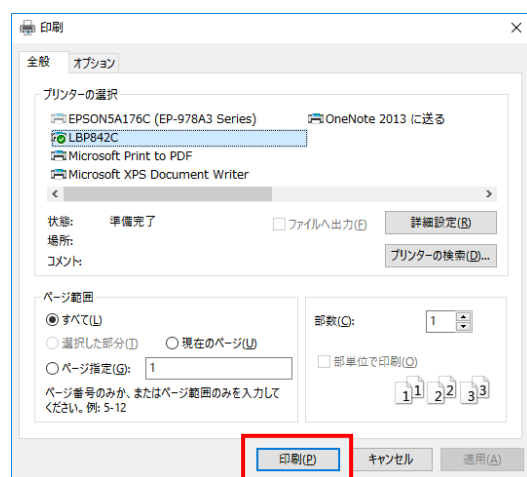 印刷
全般 オプション
プリンターの選択
EPSON5A176C (EP-978A3 Series) OneNote 2013 に送る
LBP842C
Microsoft Print to PDF
Microsoft XPS Document Writer
状態: 準備完了 ファイルへ出力(F) 詳細設定(R)
場所:
コメント: プリンターの検索(D)...
ページ範囲
すべて(L) 部数(C): 1
選択した部分(T) 現在のページ(U)
ページ指定(G): 1 部単位で印刷(O)
ページ番号のみか、またはページ範囲のみを入力して
ください。例: 5-12
1 1 2 2 3 3
印刷(P) キャンセル 適用(A)